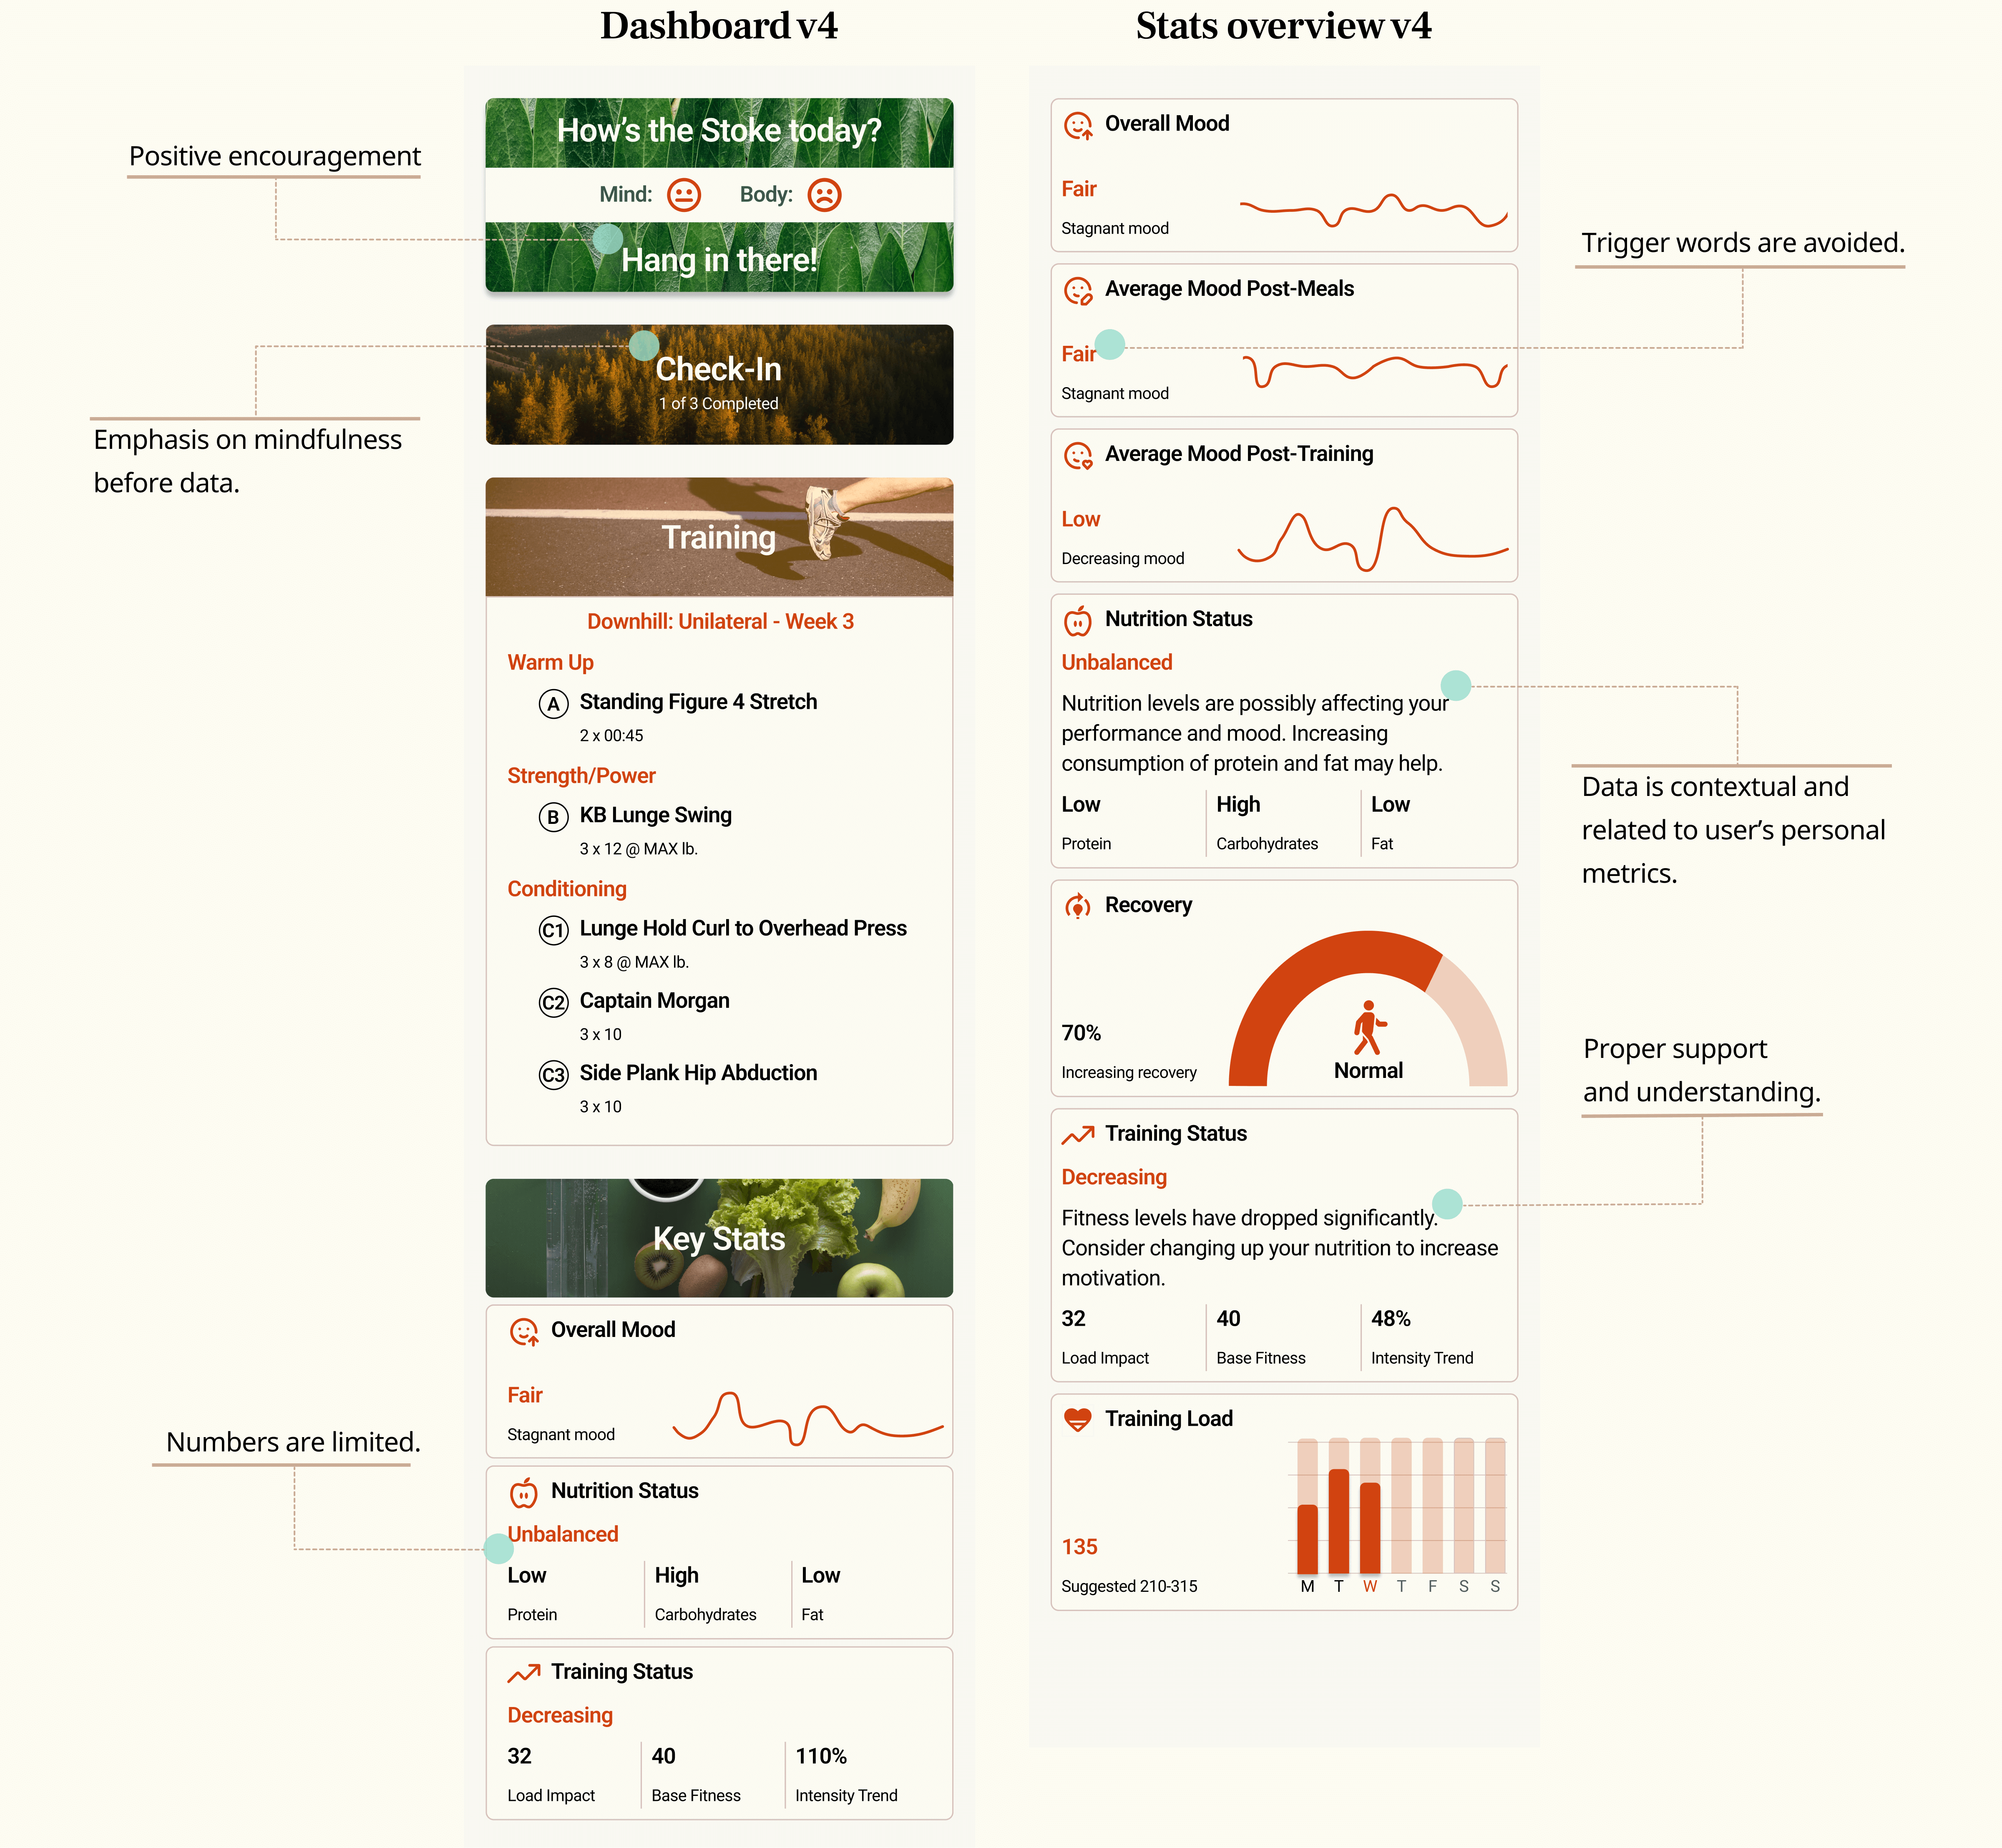 Dashboard v4
Positive encouragement
How's the Stoke today?
Mind:
Body:
Hang in there!
Emphasis on mindfulness
before data.
Check-In
1 of 3 Completed
Training
Downhill: Unilateral - Week 3
Warm Up
A
Standing Figure 4 Stretch
2 x 00:45
Strength/Power
B
KB Lunge Swing
3 x 12 @ MAX lb.
Conditioning
C1
Lunge Hold Curl to Overhead Press
3 x 8 @ MAX lb.
C2
Captain Morgan
3 x 10
C3
Side Plank Hip Abduction
3 x 10
Key Stats
Overall Mood
Fair
Stagnant mood
Numbers are limited.
Nutrition Status
Unbalanced
Low High Low
Protein Carbohydrates Fat
Training Status
Decreasing
32 40 110%
Load Impact Base Fitness Intensity Trend
Stats overview v4
Overall Mood
Fair
Stagnant mood
Trigger words are avoided.
Average Mood Post-Meals
Fair
Stagnant mood
Average Mood Post-Training
Low
Decreasing mood
Nutrition Status
Unbalanced
Nutrition levels are possibly affecting your
performance and mood. Increasing
consumption of protein and fat may help.
Low High Low
Protein Carbohydrates Fat
Data is contextual and
related to user's personal
metrics.
Recovery
70%
Increasing recovery
Normal
Proper support
and understanding.
Training Status
Decreasing
Fitness levels have dropped significantly.
Consider changing up your nutrition to increase
motivation.
32 40 48%
Load Impact Base Fitness Intensity Trend
Training Load
135
Suggested 210-315
M T W T F S S